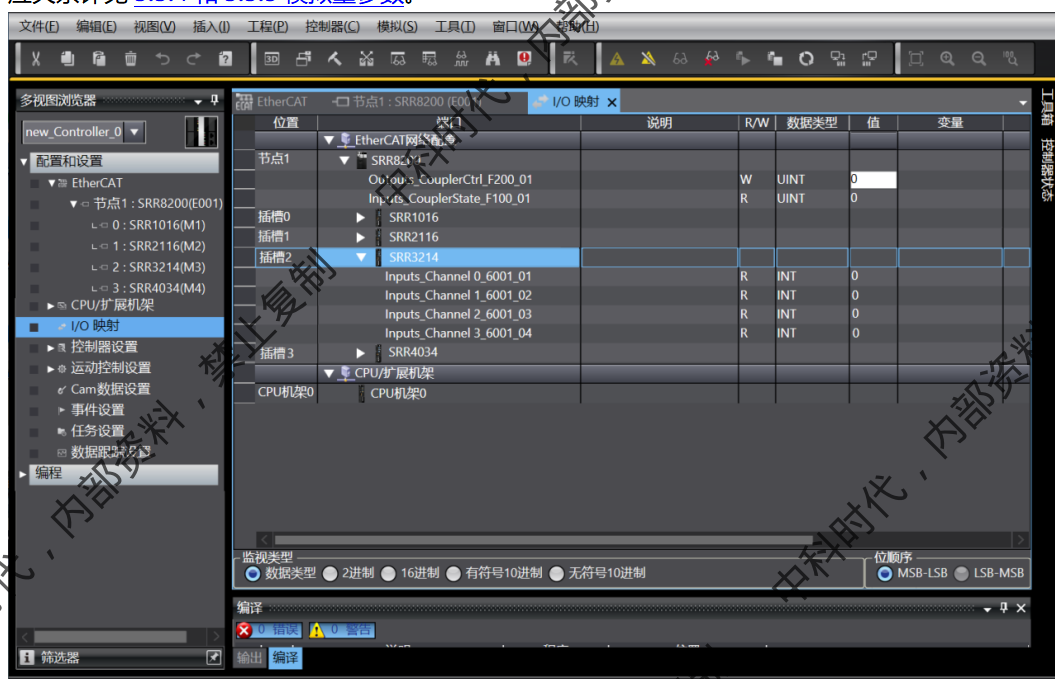 文件(F) 编辑(E) 视图(V) 插入(I) 工程(P) 控制器(C) 模拟(S) 工具(T) 窗口(W) 帮助(H)
多视图浏览器
new_Controller_0
配置和设置
EtherCAT
节点1 : SRR8200(E001)
0 : SRR1016(M1)
1 : SRR2116(M2)
2 : SRR3214(M3)
3 : SRR4034(M4)
CPU/扩展机架
I/O 映射
控制器设置
运动控制设置
Cam数据设置
事件设置
任务设置
数据跟踪设置
编程
筛选器
EtherCAT 节点1 : SRR8200 (E001) I/O 映射
位置 端口 说明 R/W 数据类型 值 变量
EtherCAT网络配置
节点1 SRR8200
Outputs_CouplerCtrl_F200_01 W UINT 0
Inputs_CouplerState_F100_01 R UINT 0
插槽0 SRR1016
插槽1 SRR2116
插槽2 SRR3214
Inputs_Channel 0_6001_01 R INT 0
Inputs_Channel 1_6001_02 R INT 0
Inputs_Channel 2_6001_03 R INT 0
Inputs_Channel 3_6001_04 R INT 0
插槽3 SRR4034
CPU/扩展机架
CPU机架0 CPU机架0
监视类型
数据类型 2进制 16进制 有符号10进制 无符号10进制
位顺序
MSB-LSB LSB-MSB
编译
0 错误 0 警告
输出 编译
工具箱
控制器状态
中科时代，内部资料，禁止复制